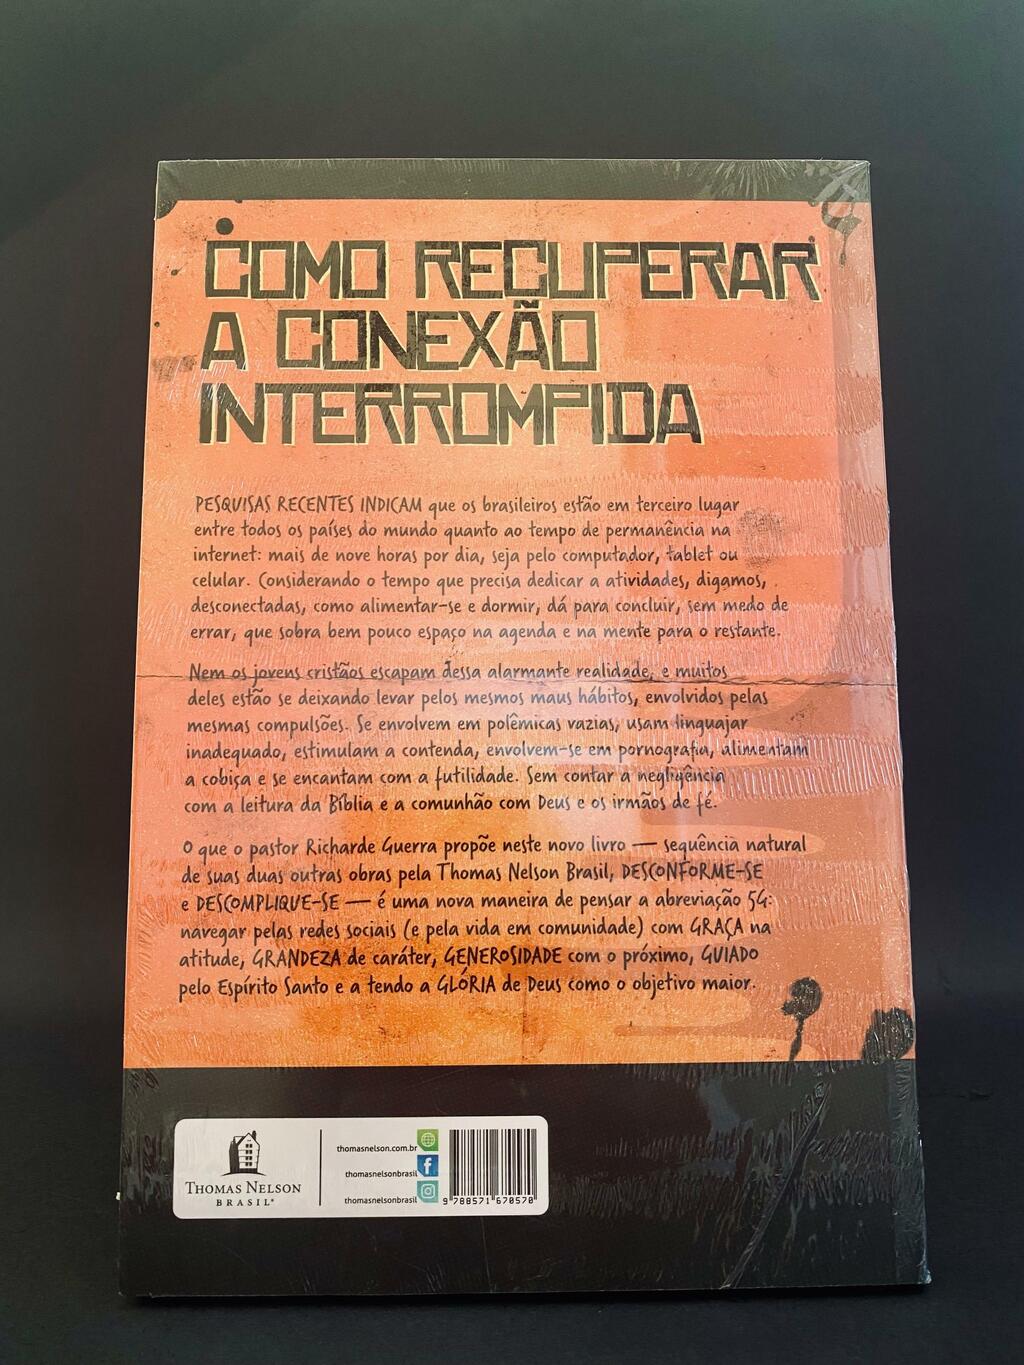 COMO RECUPERAR
A CONEXÃO
INTERROMPIDA
PESQUISAS RECENTES INDICAM que os brasileiros estão em terceiro lugar
entre todos os países do mundo quanto ao tempo de permanência na
internet: mais de nove horas por dia, seja pelo computador, tablet ou
celular. Considerando o tempo que precisa dedicar a atividades, digamos,
desconectadas, como alimentar-se e dormir, dá para concluir, sem medo de
errar, que sobra bem pouco espaço na agenda e na mente para o restante.
Nem os jovens cristãos escapam dessa alarmante realidade, e muitos
deles estão se deixando levar pelos mesmos maus hábitos, envolvidos pelas
mesmas compulsões. Se envolvem em polêmicas vazias, usam linguajar
inadequado, estimulam a contenda, envolvem-se em pornografia, alimentam
a cobiça e se encantam com a futilidade. Sem contar a negligência
com a leitura da Bíblia e a comunhão com Deus e os irmãos de fé.
O que o pastor Richarde Guerra propõe neste novo livro — sequência natural
de suas duas outras obras pela Thomas Nelson Brasil, DESCONFORME-SE
e DESCOMPLIQUE-SE — é uma nova maneira de pensar a abreviação 5G:
navegar pelas redes sociais (e pela vida em comunidade) com GRAÇA na
atitude, GRANDEZA de caráter, GENEROSIDADE com o próximo, GUIADO
pelo Espírito Santo e a tendo a GLÓRIA de Deus como o objetivo maior.
THOMAS NELSON
BRASIL®
thomasnelson.com.br
thomasnelsonbrasil
thomasnelsonbrasil
9 788571 670570